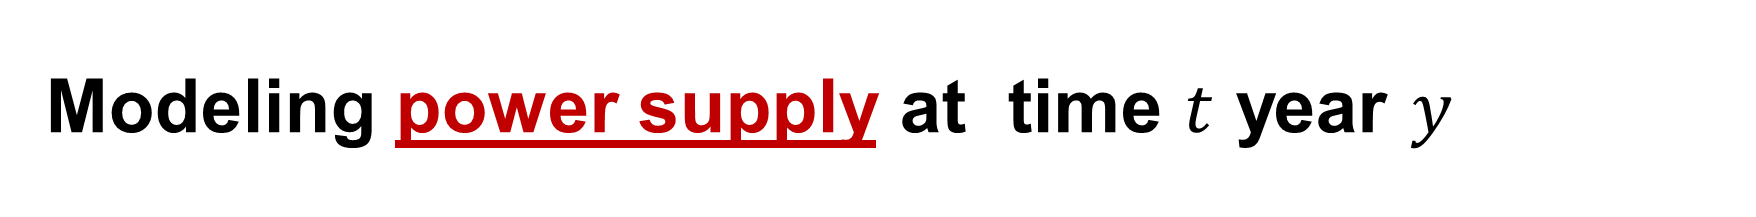 Modeling power supply at time 𝑡 year 𝑦